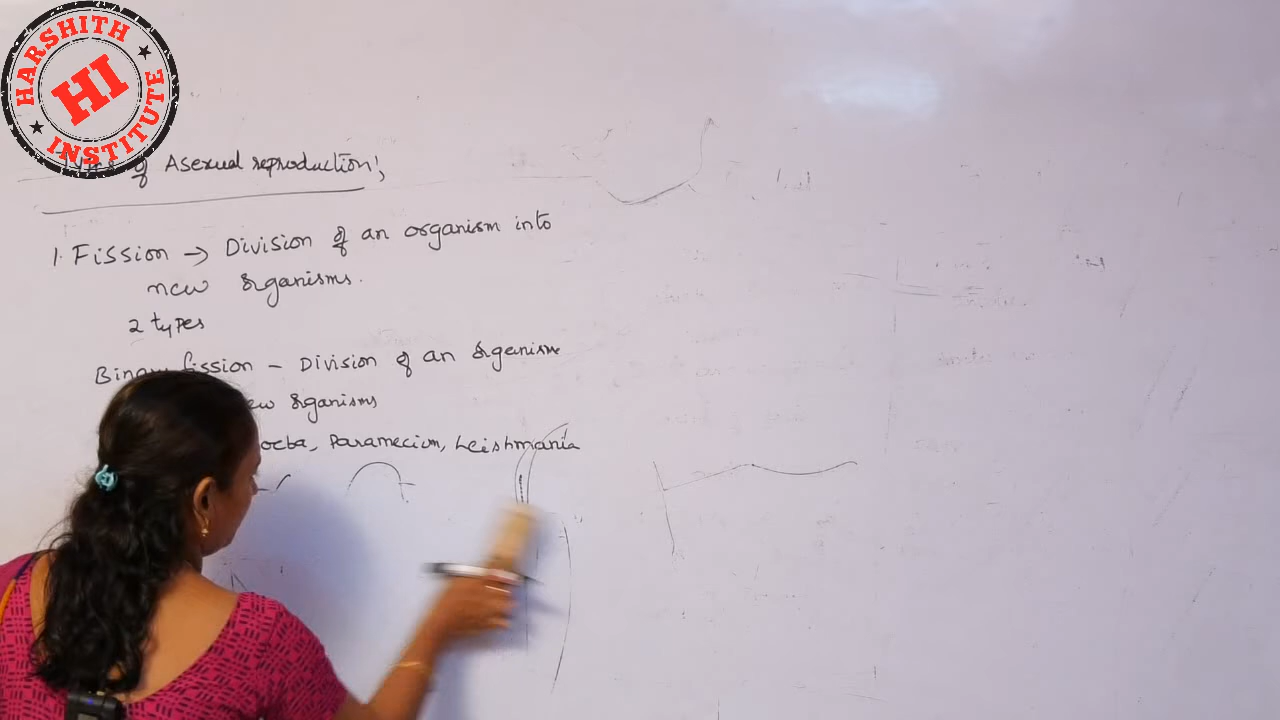 HARSHITH
HI
INSTITUTE
of Asexual reproduction;
1. Fission → Division of an organism into
new organisms.
2 types
fission - Division of an organism
organisms
Paramecium, Leishmania